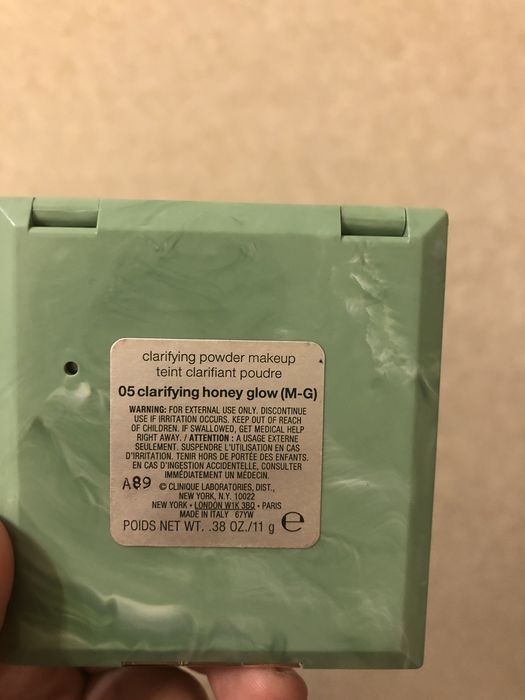 clarifying powder makeup
teint clarifiant poudre
05 clarifying honey glow (M-G)
WARNING: FOR EXTERNAL USE ONLY. DISCONTINUE
USE IF IRRITATION OCCURS. KEEP OUT OF REACH
OF CHILDREN. IF SWALLOWED, GET MEDICAL HELP
RIGHT AWAY. / ATTENTION : A USAGE EXTERNE
SEULEMENT. SUSPENDRE L'UTILISATION EN CAS
D'IRRITATION. TENIR HORS DE PORTÉE DES ENFANTS.
EN CAS D'INGESTION ACCIDENTELLE, CONSULTER
IMMÉDIATEMENT UN MÉDECIN.
A89 © CLINIQUE LABORATORIES, DIST.,
NEW YORK, N.Y. 10022
NEW YORK • LONDON W1K 3BQ • PARIS
MADE IN ITALY 67YW
POIDS NET WT. .38 OZ./11 g e